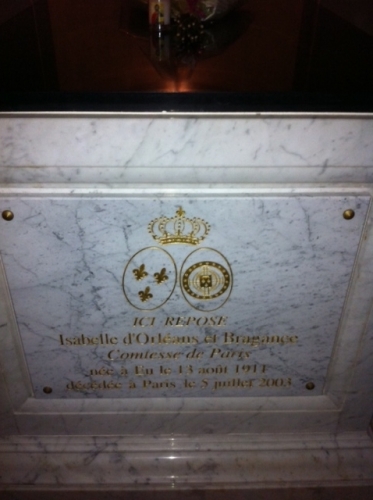 ICI REPOSE
Isabelle d'Orléans et Bragance
Comtesse de Paris
née à Eu le 13 août 1911
décédée à Paris le 5 juillet 2003